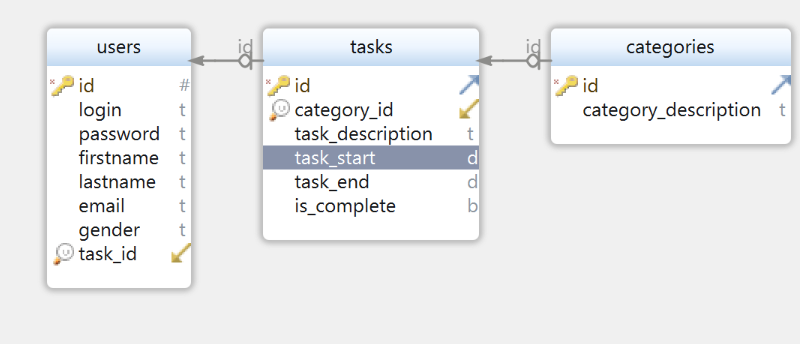 users
id #
login t
password t
firstname t
lastname t
email t
gender t
task_id
id
tasks
id
category_id
task_description t
task_start d
task_end d
is_complete b
id
categories
id
category_description t